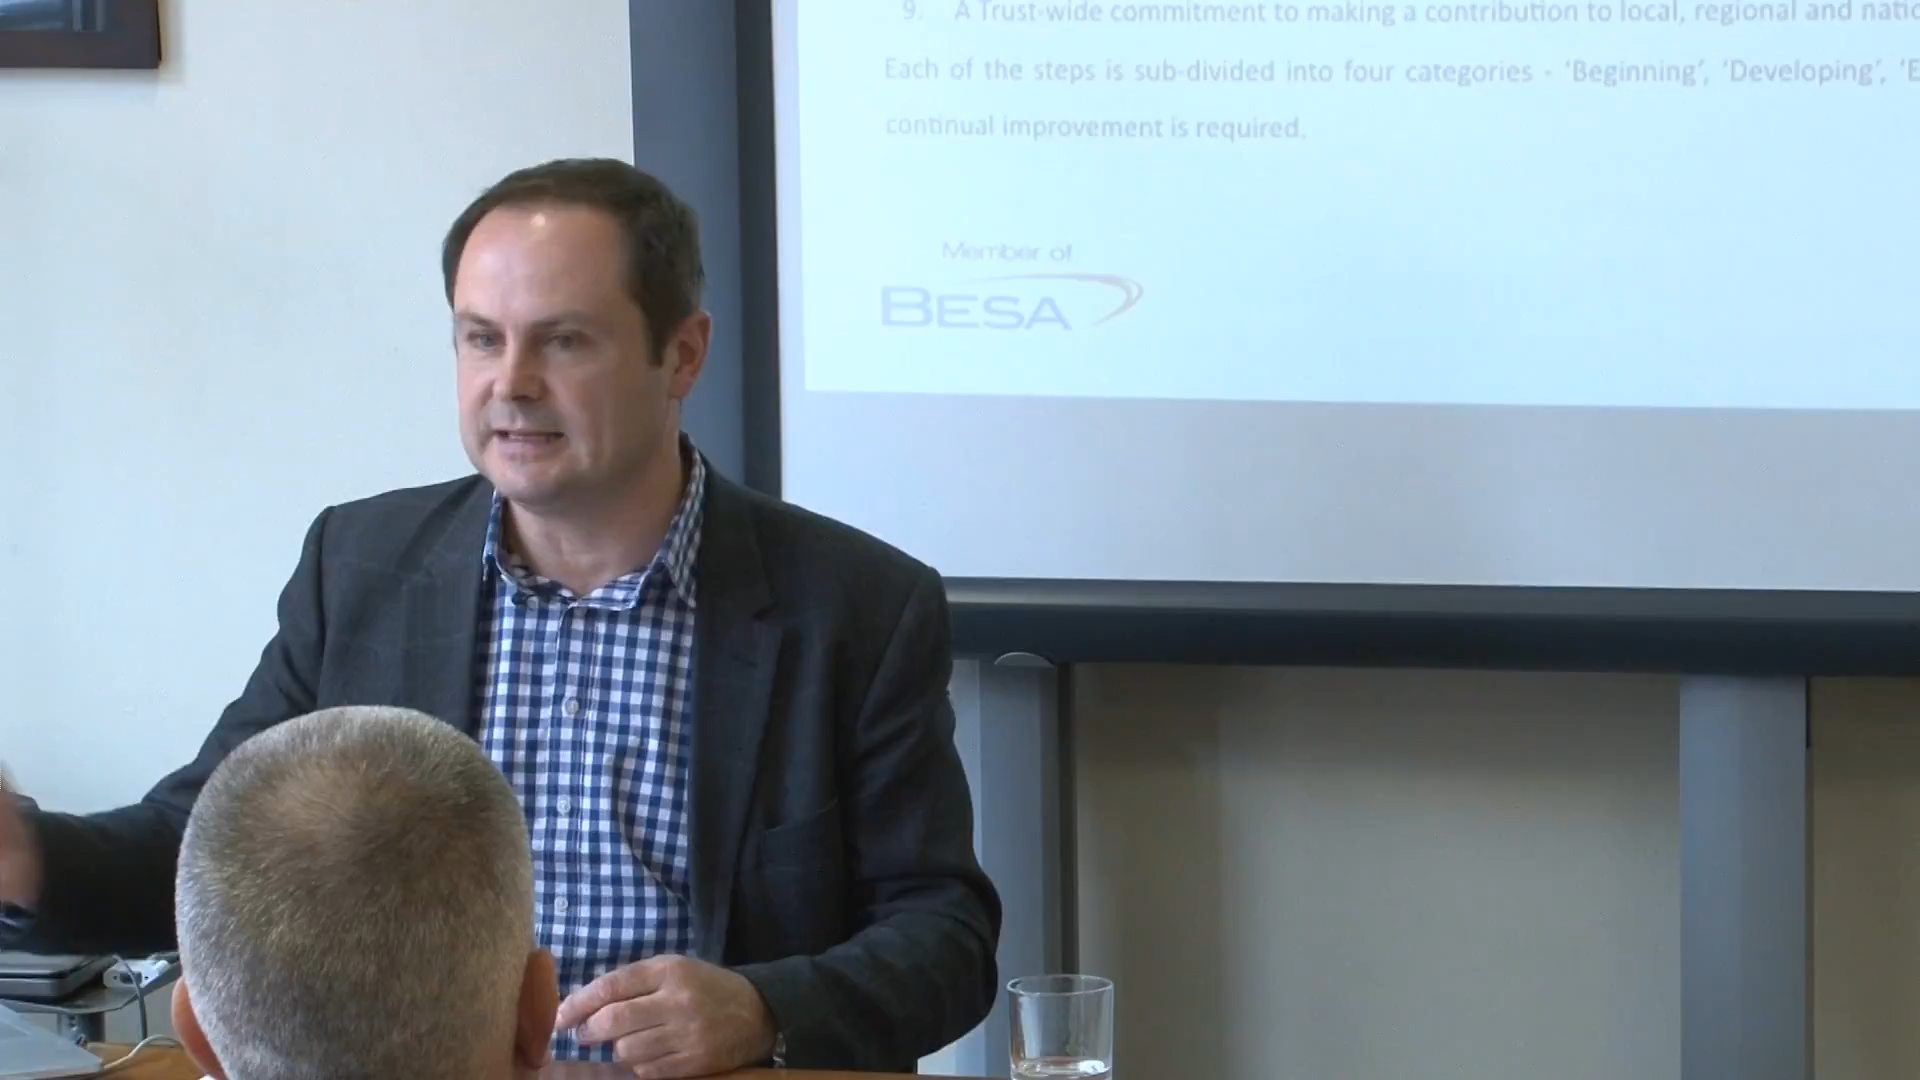 9. A Trust-wide commitment to making a contribution to local, regional and
Each of the steps is sub-divided into four categories - ‘Beginning’, ‘Developing’,
continual improvement is required.
Member of
BESA